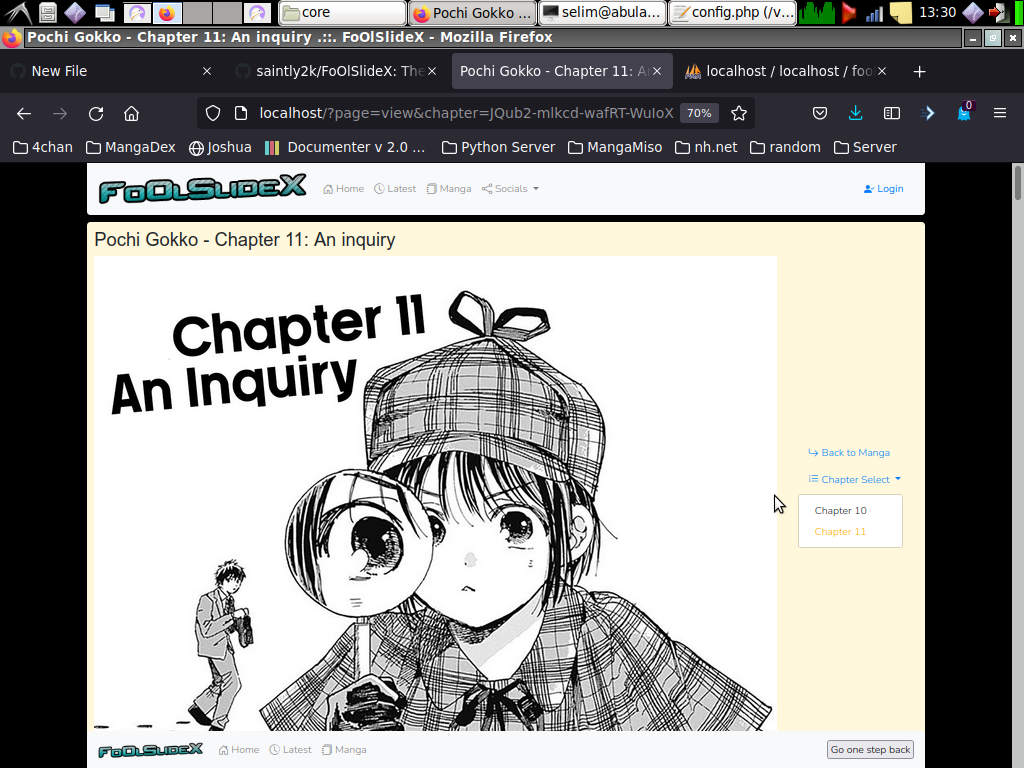 core
Pochi Gokko ...
selim@abula...
config.php (/v...
13:30
Pochi Gokko - Chapter 11: An inquiry .::. FoOlSlideX - Mozilla Firefox
New File
saintly2k/FoOlSlideX: The
Pochi Gokko - Chapter 11: A
localhost / localhost / foo
localhost/?page=view&chapter=JQub2-mlkcd-wafRT-WuIoX
70%
0
4chan
MangaDex
Joshua
Documenter v 2.0 ...
Python Server
MangaMiso
nh.net
random
Server
FoOlSlideX
Home
Latest
Manga
Socials
Login
Pochi Gokko - Chapter 11: An inquiry
Chapter 11
An Inquiry
Back to Manga
Chapter Select
Chapter 10
Chapter 11
FoOlSlideX
Home
Latest
Manga
Go one step back